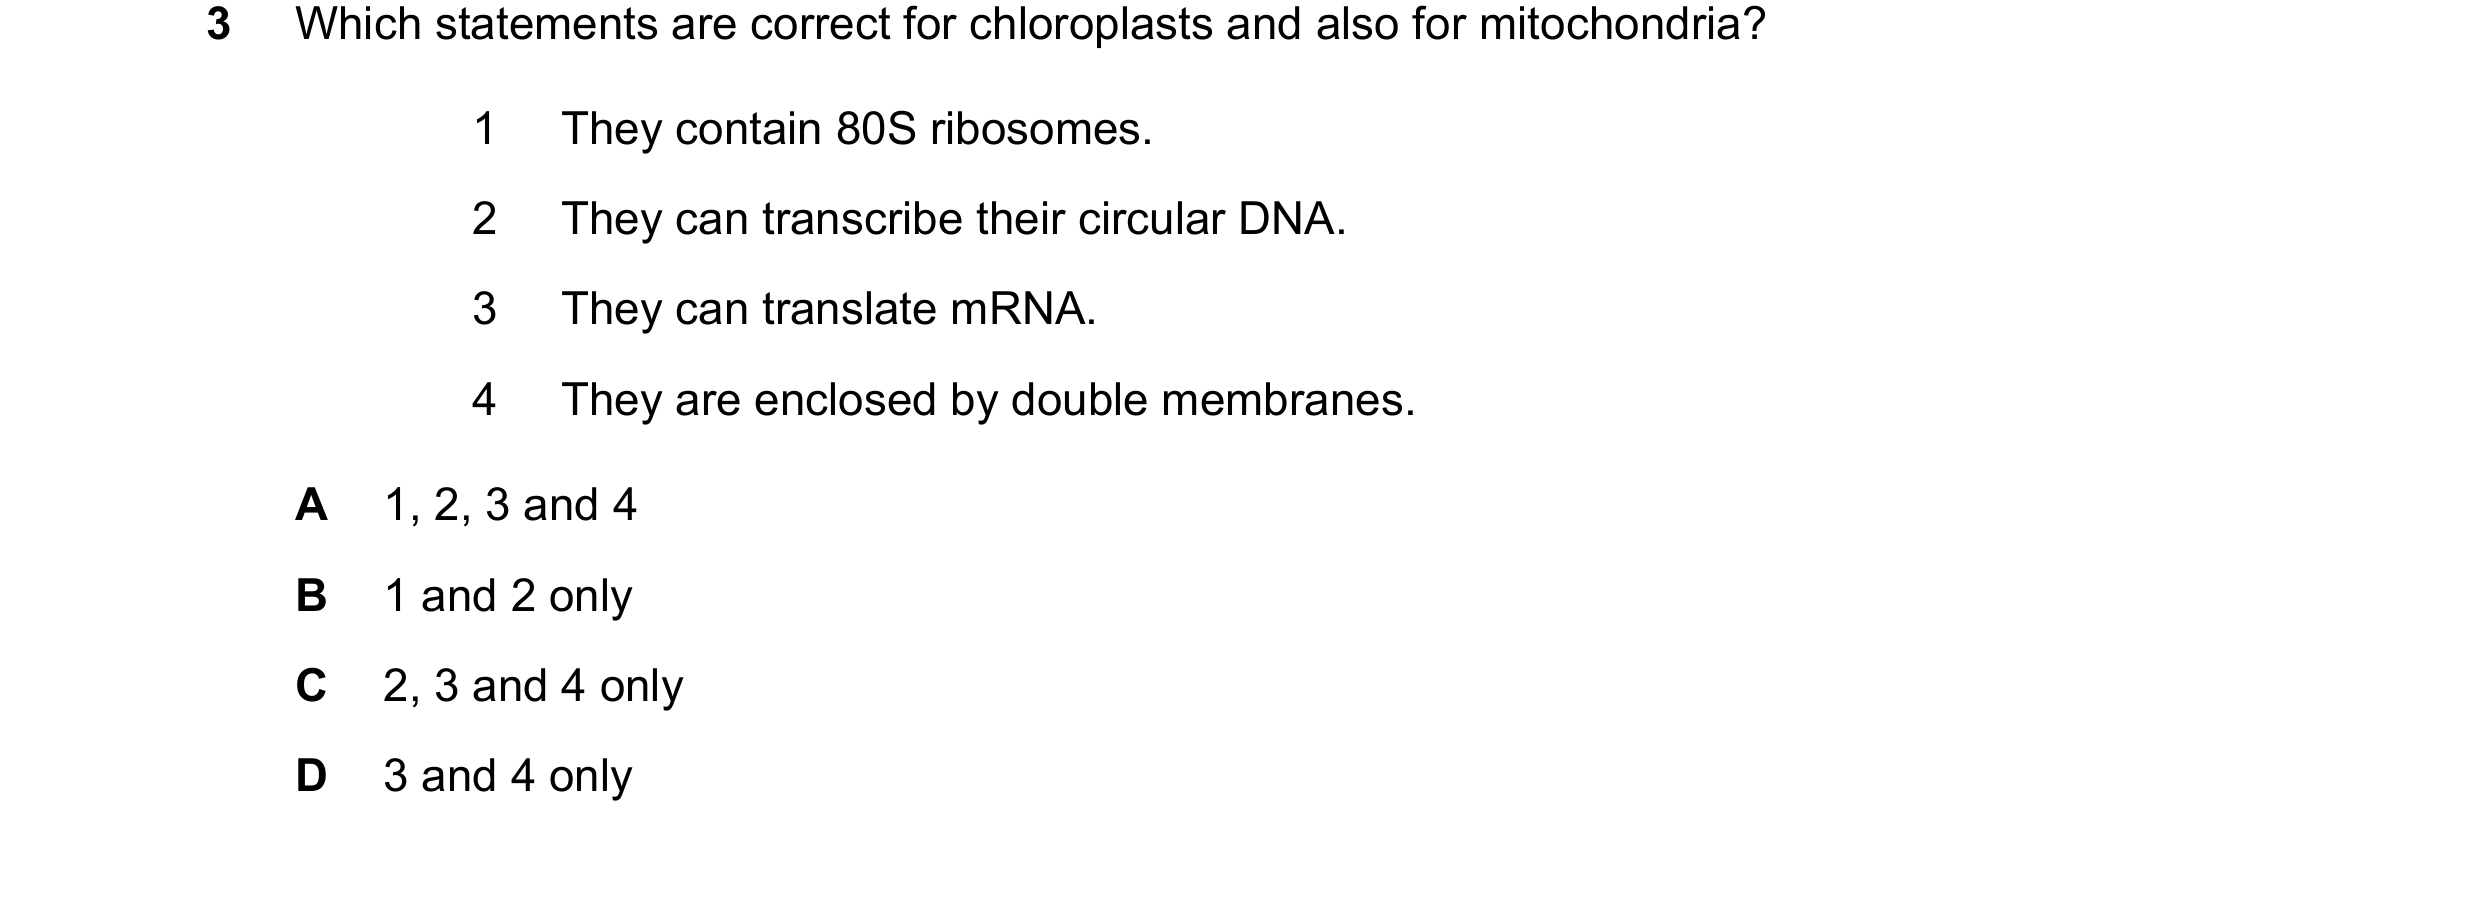 3 Which statements are correct for chloroplasts and also for mitochondria?
1 They contain 80S ribosomes.
2 They can transcribe their circular DNA.
3 They can translate mRNA.
4 They are enclosed by double membranes.
A 1, 2, 3 and 4
B 1 and 2 only
C 2, 3 and 4 only
D 3 and 4 only